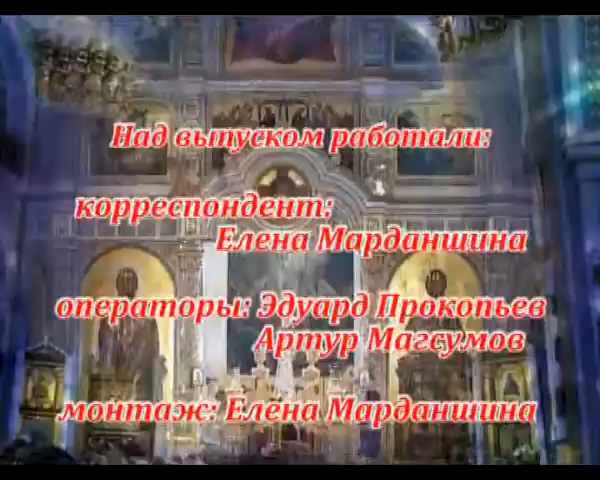 Над выпуском работали:
корреспондент:
Елена Марданшина
операторы: Эдуард Прокопьев
Артур Магсумов
монтаж: Елена Марданшина